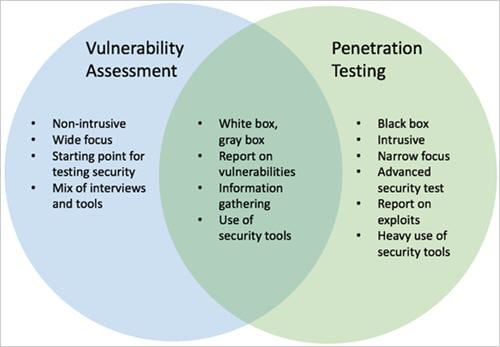 Vulnerability
Assessment
• Non-intrusive
• Wide focus
• Starting point for
testing security
• Mix of interviews
and tools
• White box,
gray box
• Report on
vulnerabilities
• Information
gathering
• Use of
security tools
Penetration
Testing
• Black box
• Intrusive
• Narrow focus
• Advanced
security test
• Report on
exploits
• Heavy use of
security tools